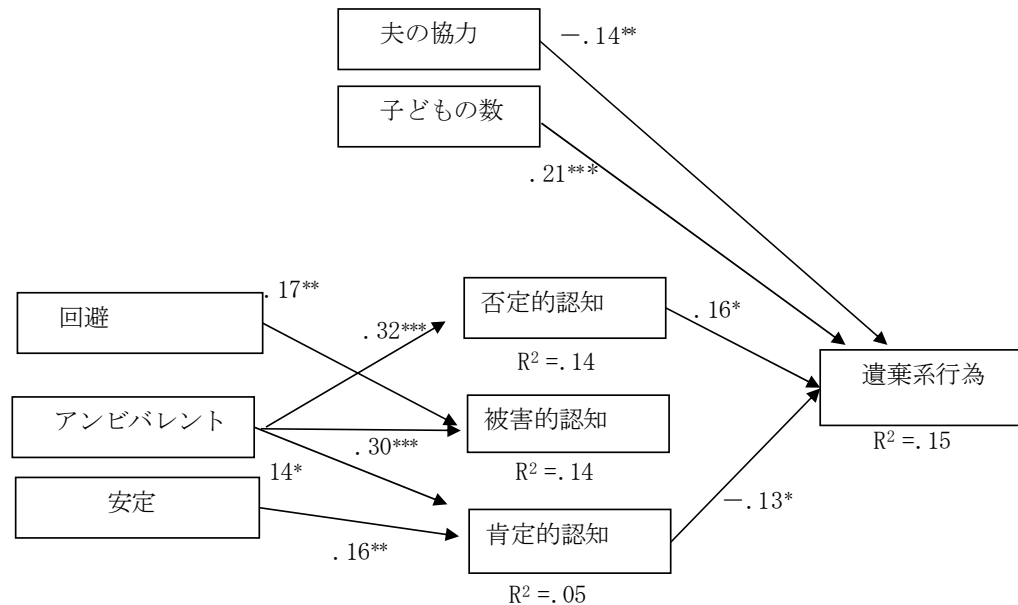 夫の協力
－.14**
子どもの数
.21***
回避
.17**
否定的認知
.16*
.32***
R² =.14
遺棄系行為
R² =.15
アンビバレント
被害的認知
.30***
R² =.14
14*
安定
－.13*
肯定的認知
.16**
R² =.05